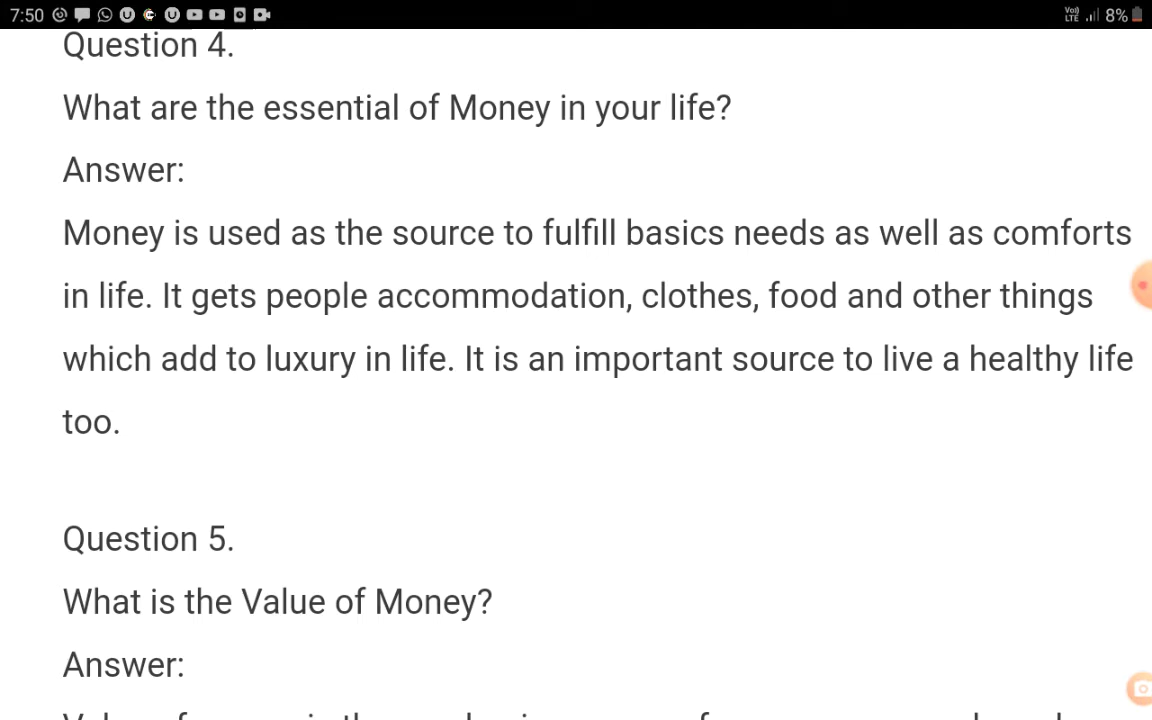 7:50
VoJ LTE 8%
Question 4.
What are the essential of Money in your life?
Answer:
Money is used as the source to fulfill basics needs as well as comforts
in life. It gets people accommodation, clothes, food and other things
which add to luxury in life. It is an important source to live a healthy life
too.
Question 5.
What is the Value of Money?
Answer: